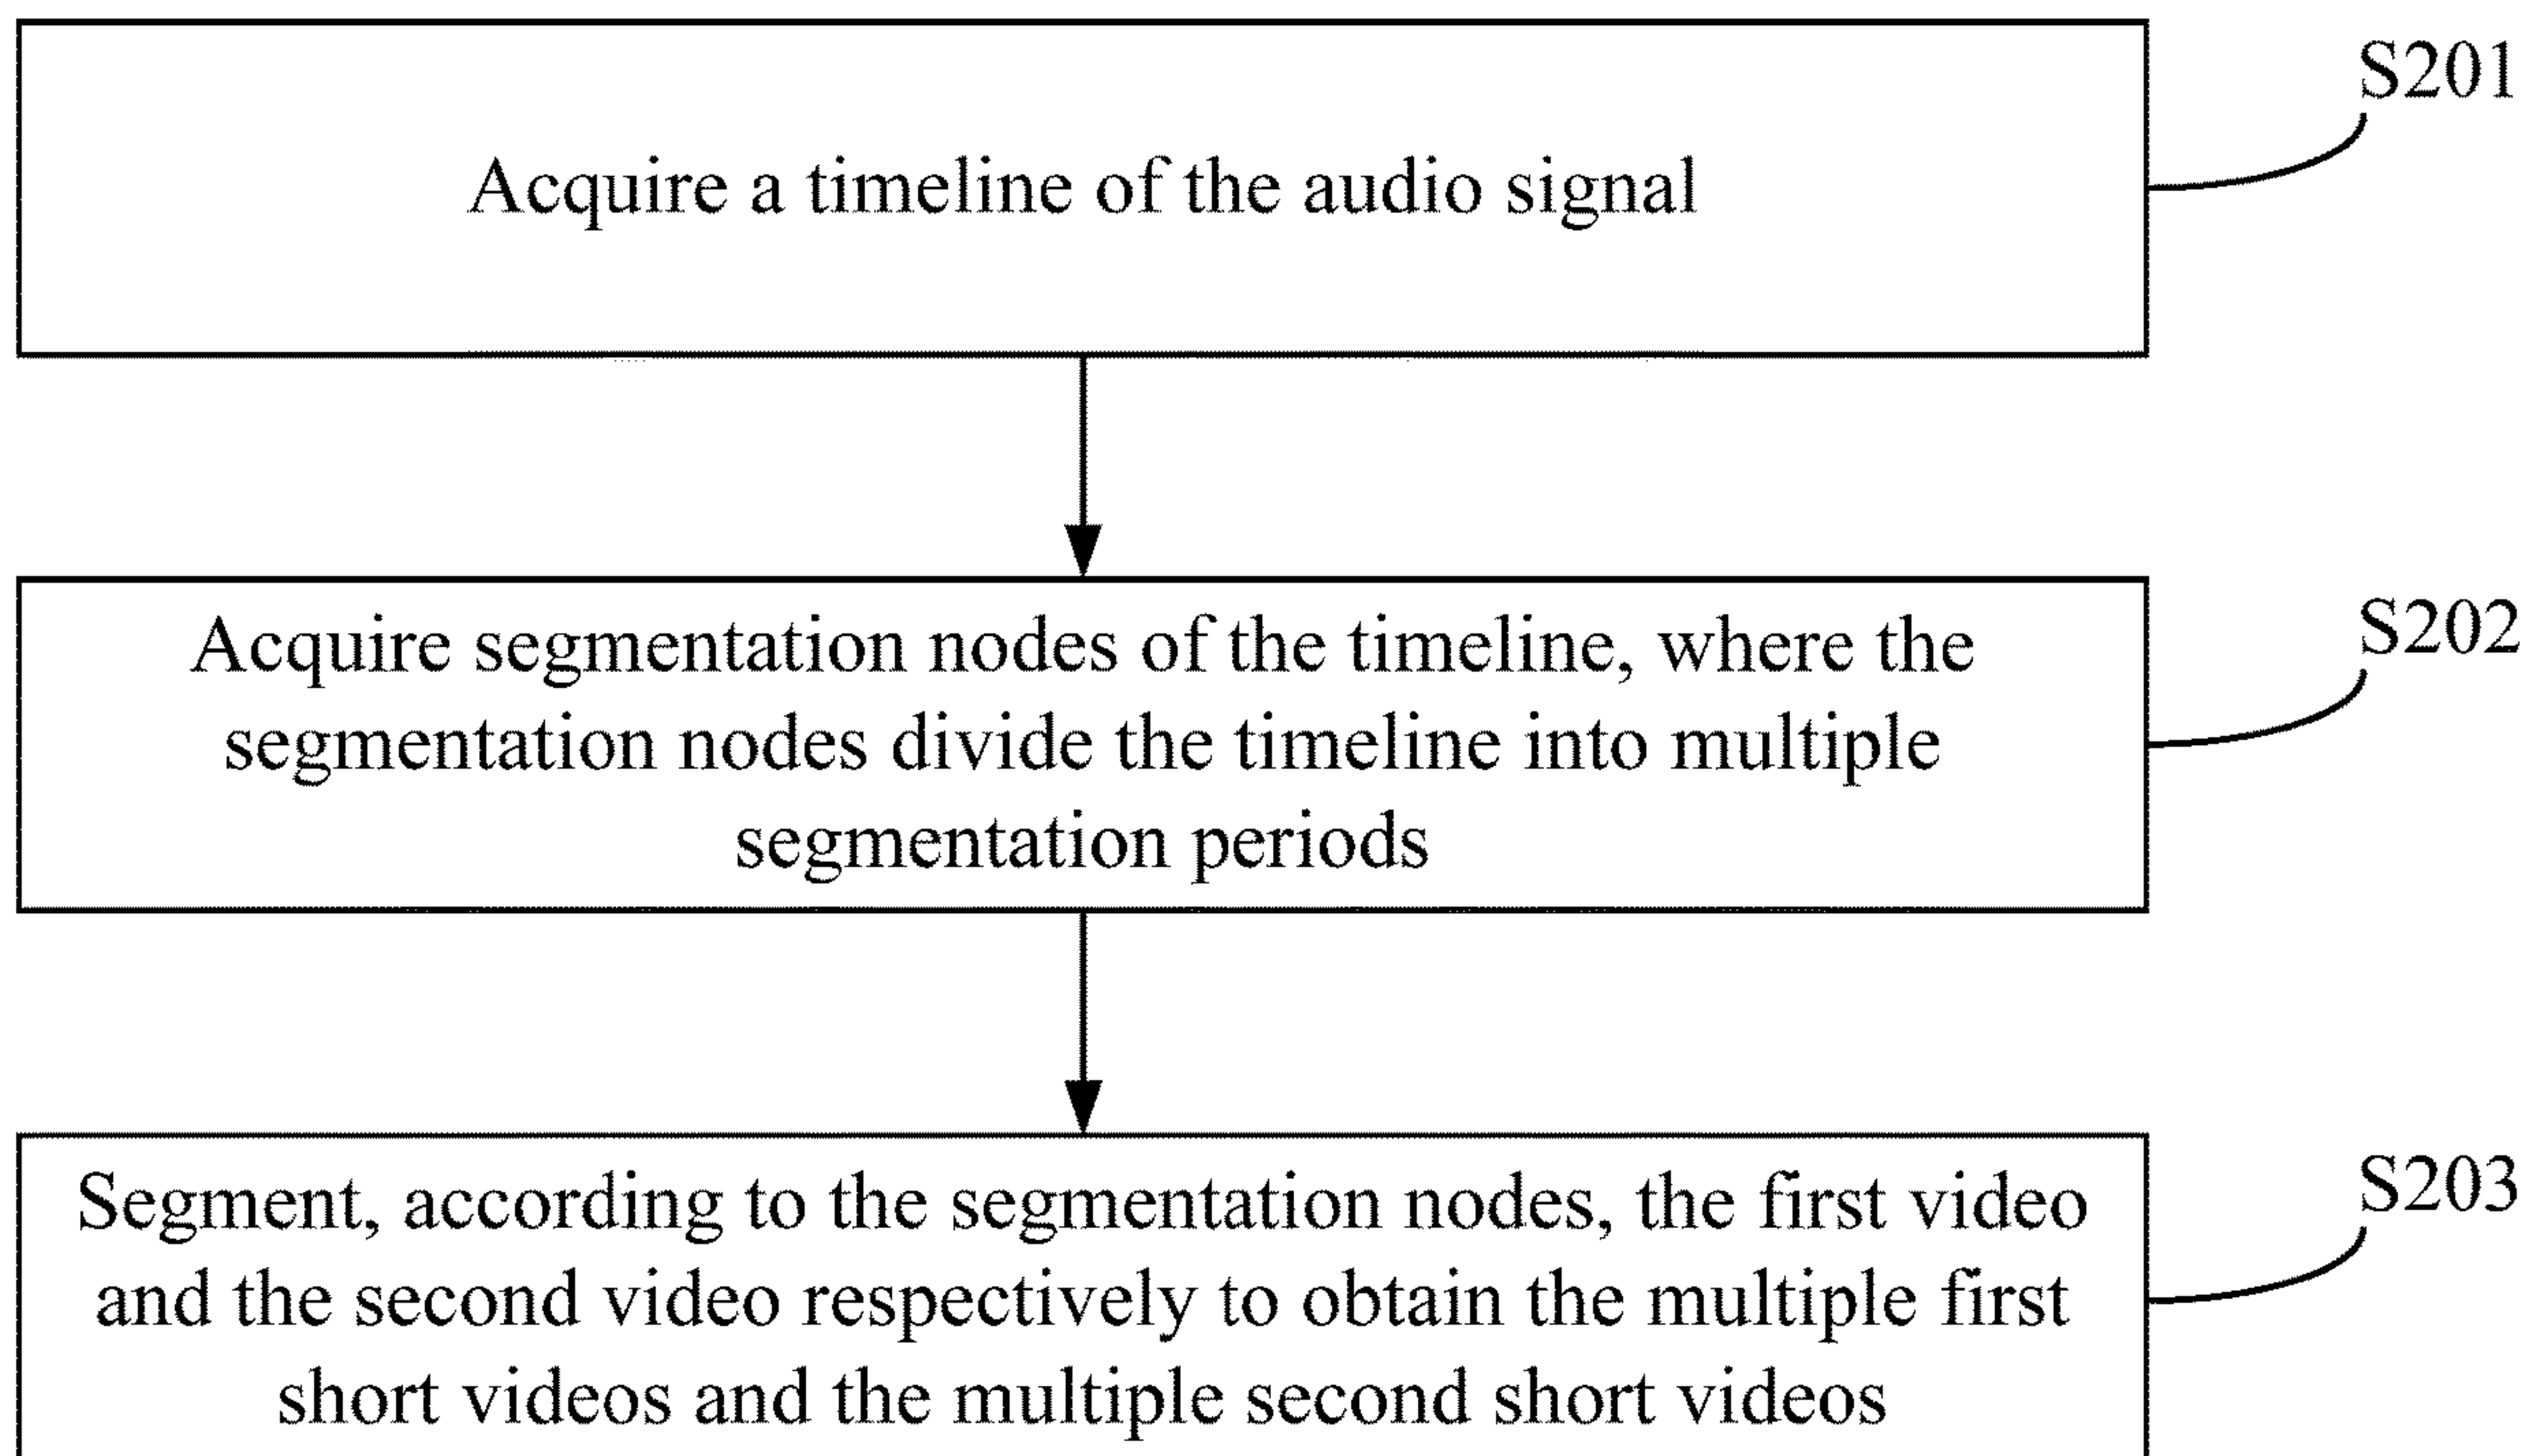 S201
Acquire a timeline of the audio signal
S202
Acquire segmentation nodes of the timeline, where the
segmentation nodes divide the timeline into multiple
segmentation periods
S203
Segment, according to the segmentation nodes, the first video
and the second video respectively to obtain the multiple first
short videos and the multiple second short videos